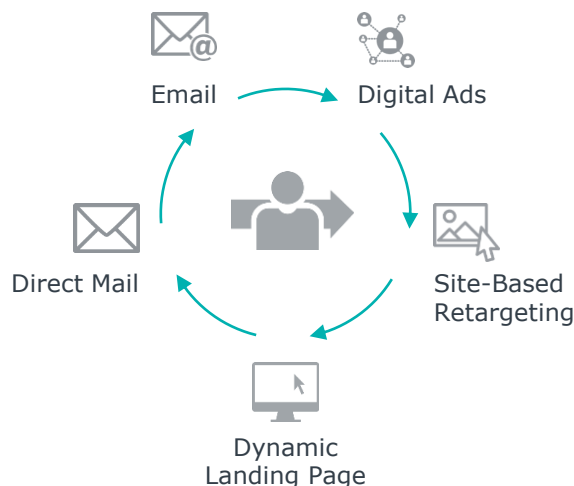 Email
Digital Ads
Direct Mail
Site-Based
Retargeting
Dynamic
Landing Page